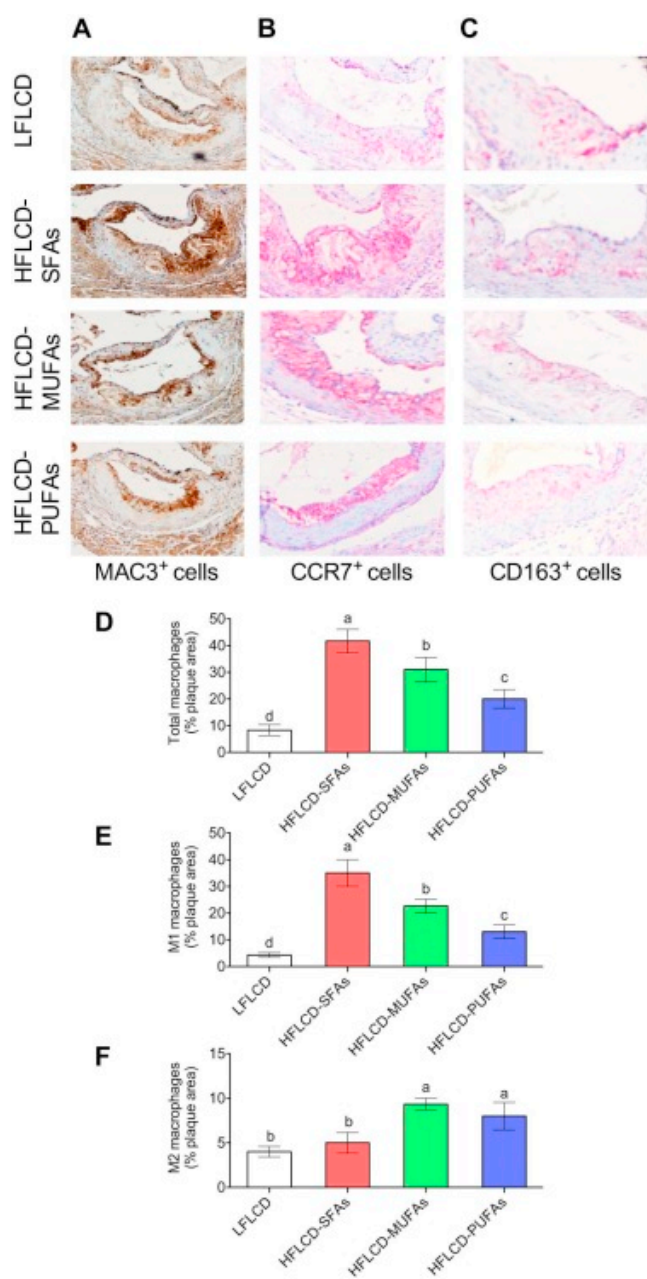 A B C
LFLCD
HFLCD-
SFAs
HFLCD-
MUFAs
HFLCD-
PUFAs
MAC3⁺ cells CCR7⁺ cells CD163⁺ cells
D
Total macrophages
(% plaque area)
50
40
30
20
10
0
d a b c
LFLCD HFLCD-SFAs HFLCD-MUFAs HFLCD-PUFAs
E
M1 macrophages
(% plaque area)
50
40
30
20
10
0
d a b c
LFLCD HFLCD-SFAs HFLCD-MUFAs HFLCD-PUFAs
F
M2 macrophages
(% plaque area)
15
10
5
0
b b a a
LFLCD HFLCD-SFAs HFLCD-MUFAs HFLCD-PUFAs